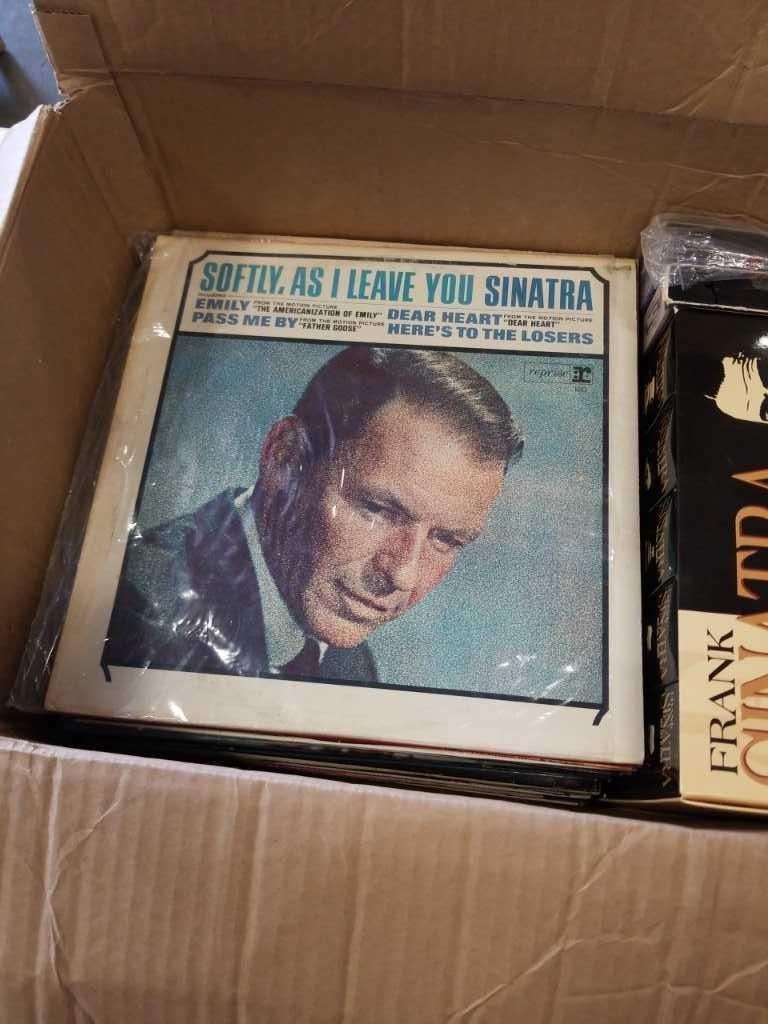 SOFTLY, AS I LEAVE YOU SINATRA
INCLUDING
EMILY FROM THE MOTION PICTURE "THE AMERICANIZATION OF EMILY" DEAR HEART FROM THE MOTION PICTURE "DEAR HEART"
PASS ME BY FROM THE MOTION PICTURE "FATHER GOOSE" HERE'S TO THE LOSERS
reprise
FRANK
SINATRA
SINATRA